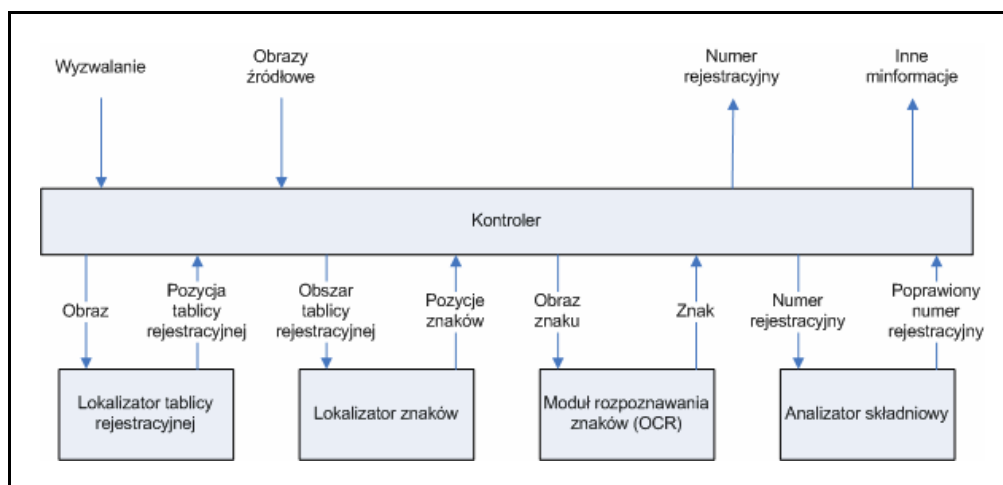 Wyzwalanie
Obrazy
źródłowe
Numer
rejestracyjny
Inne
minformacje
Kontroler
Obraz
Pozycja
tablicy
rejestracyjnej
Obszar
tablicy
rejestracyjnej
Pozycje
znaków
Obraz
znaku
Znak
Numer
rejestracyjny
Poprawiony
numer
rejestracyjny
Lokalizator tablicy
rejestracyjnej
Lokalizator znaków
Moduł rozpoznawania
znaków (OCR)
Analizator składniowy